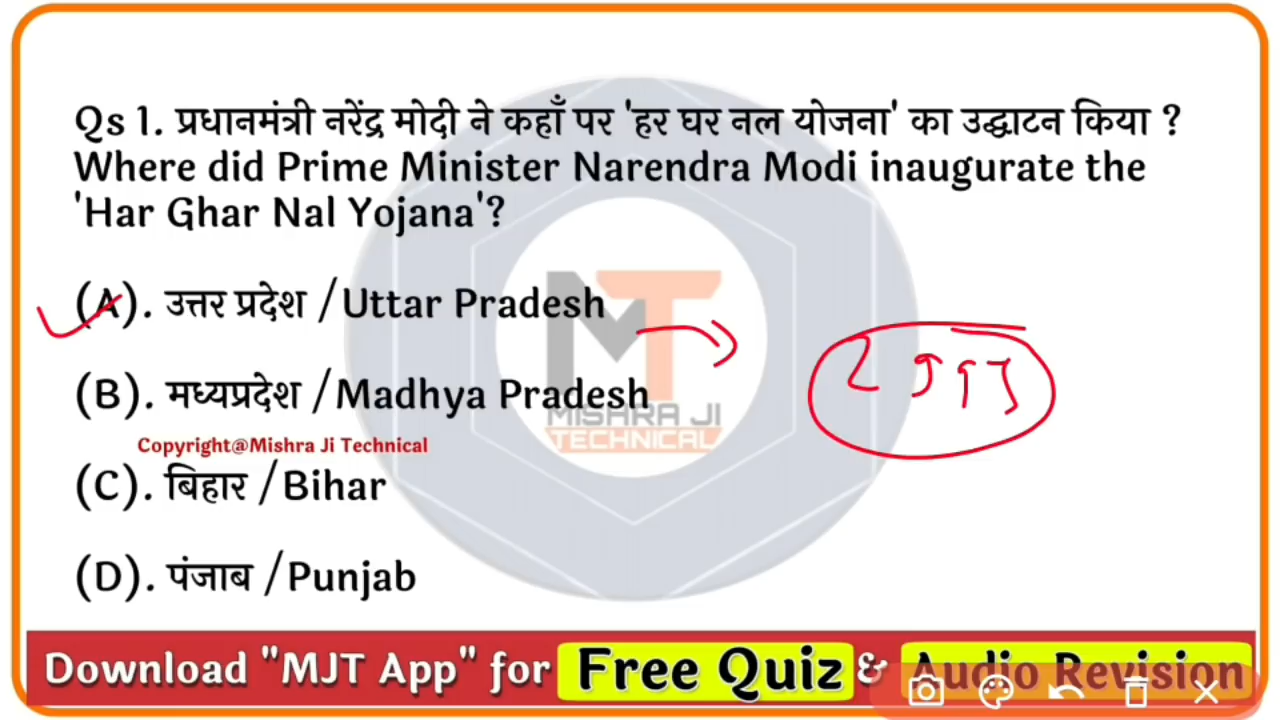 Qs 1. प्रधानमंत्री नरेंद्र मोदी ने कहाँ पर 'हर घर नल योजना' का उद्घाटन किया ?
Where did Prime Minister Narendra Modi inaugurate the
'Har Ghar Nal Yojana'?
(A). उत्तर प्रदेश /Uttar Pradesh
(B). मध्यप्रदेश /Madhya Pradesh
MISHRA JI
TECHNICAL
Copyright@Mishra Ji Technical
(C). बिहार /Bihar
(D). पंजाब /Punjab
Download "MJT App" for Free Quiz & Audio Revision